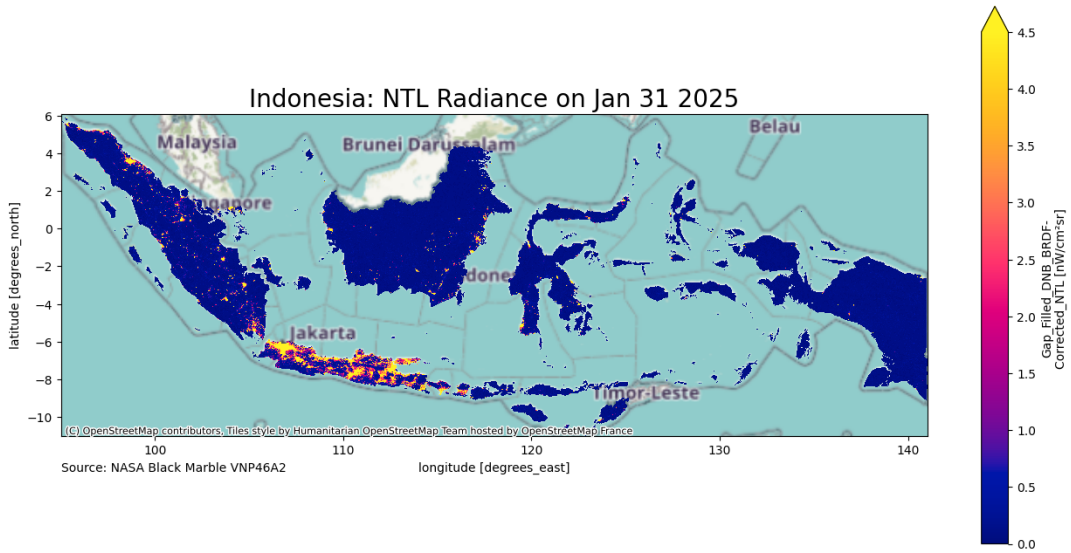 Indonesia: NTL Radiance on Jan 31 2025
6
4
2
0
−2
−4
−6
−8
−10
latitude [degrees_north]
Malaysia
Brunei Darussalam
Belau
Jakarta
Timor-Leste
(C) OpenStreetMap contributors, Tiles style by Humanitarian OpenStreetMap Team hosted by OpenStreetMap France
100
110
120
130
140
Source: NASA Black Marble VNP46A2
longitude [degrees_east]
4.5
4.0
3.5
3.0
2.5
2.0
1.5
1.0
0.5
0.0
Gap_Filled_DNB_BRDF-
Corrected_NTL [nW/cm²sr]